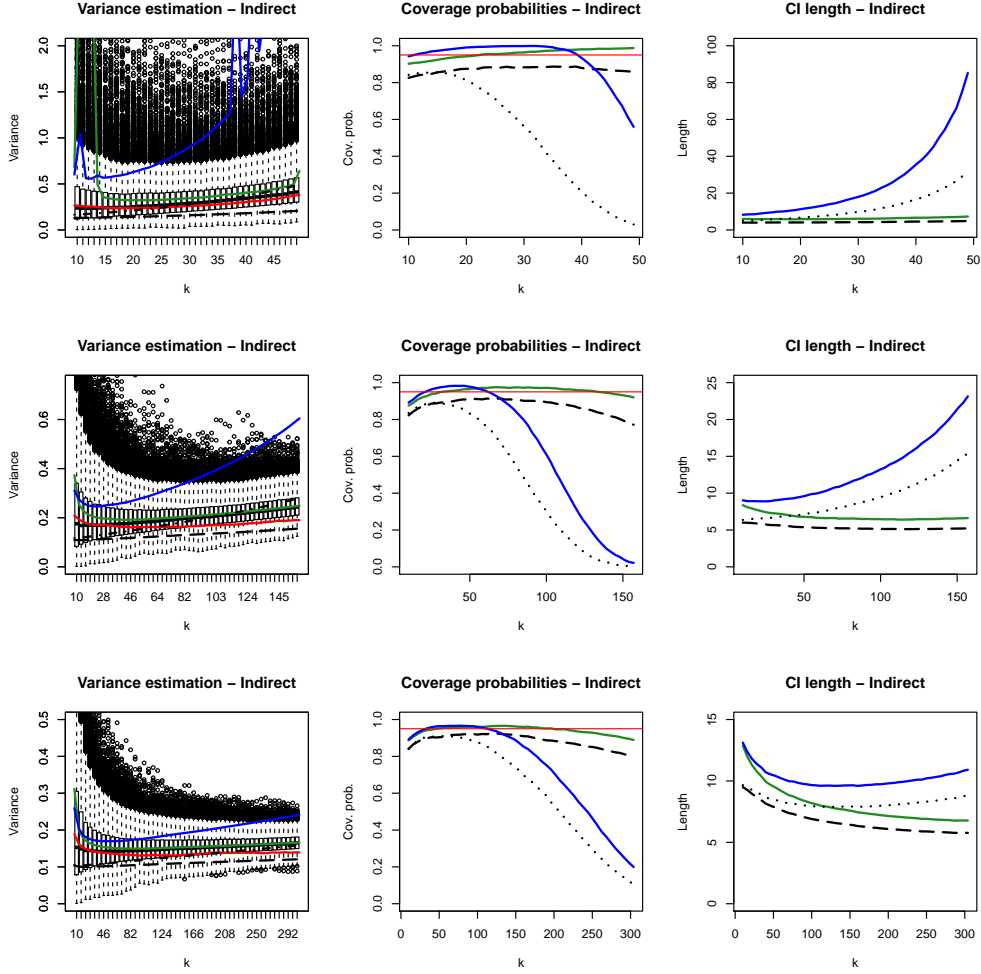 Variance estimation – Indirect
Coverage probabilities – Indirect
CI length – Indirect
Variance
0.0 0.5 1.0 1.5 2.0
10 15 20 25 30 35 40 45
k
Cov. prob.
0.0 0.2 0.4 0.6 0.8 1.0
10 20 30 40 50
k
Length
0 20 40 60 80 100
10 20 30 40 50
k
Variance estimation – Indirect
Coverage probabilities – Indirect
CI length – Indirect
Variance
0.0 0.2 0.4 0.6
10 28 46 64 82 103 124 145
k
Cov. prob.
0.0 0.2 0.4 0.6 0.8 1.0
50 100 150
k
Length
0 5 10 15 20 25
50 100 150
k
Variance estimation – Indirect
Coverage probabilities – Indirect
CI length – Indirect
Variance
0.0 0.1 0.2 0.3 0.4 0.5
10 46 82 124 166 208 250 292
k
Cov. prob.
0.0 0.2 0.4 0.6 0.8 1.0
0 50 100 150 200 250 300
k
Length
0 5 10 15
0 50 100 150 200 250 300
k